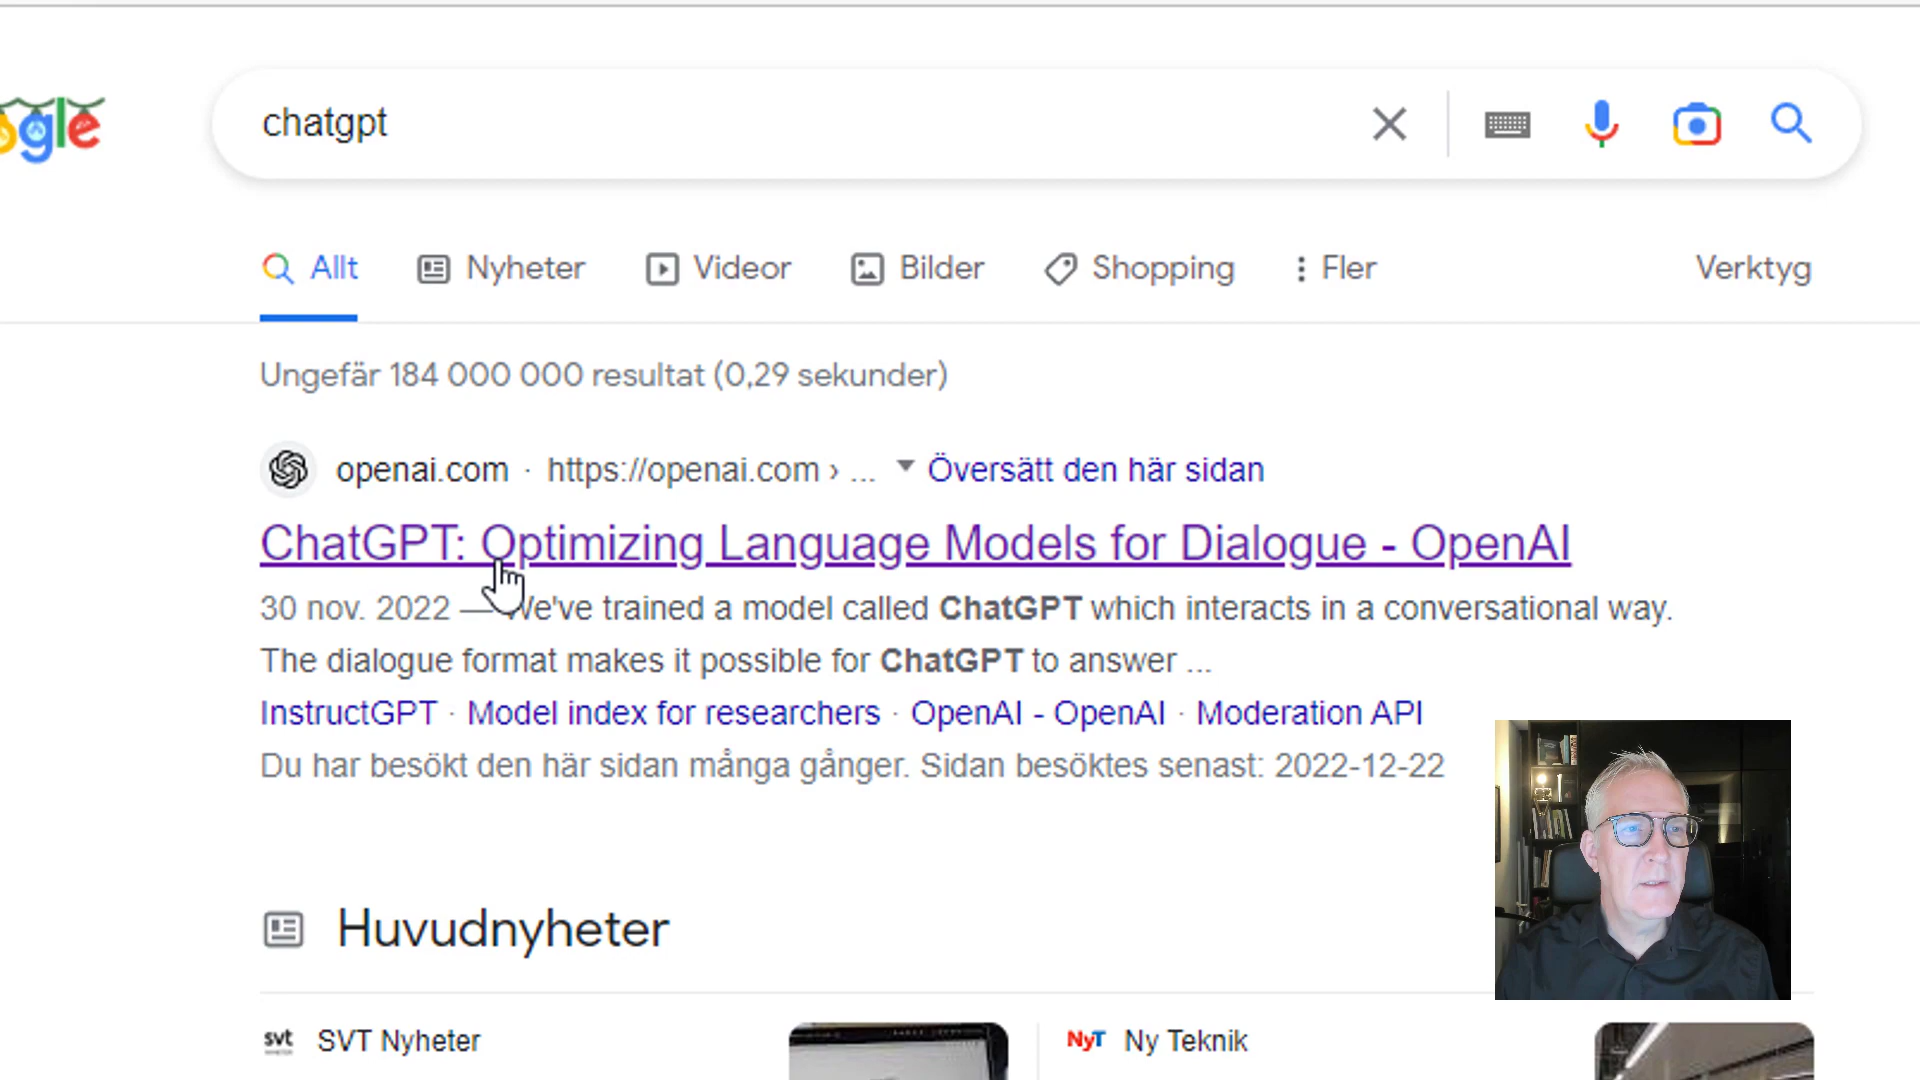 ogle
chatgpt
Allt Nyheter Videor Bilder Shopping Fler Verktyg
Ungefär 184 000 000 resultat (0,29 sekunder)
openai.com · https://openai.com › ... Översätt den här sidan
ChatGPT: Optimizing Language Models for Dialogue - OpenAI
30 nov. 2022 — We've trained a model called ChatGPT which interacts in a conversational way.
The dialogue format makes it possible for ChatGPT to answer ...
InstructGPT · Model index for researchers · OpenAI - OpenAI · Moderation API
Du har besökt den här sidan många gånger. Sidan besöktes senast: 2022-12-22
Huvudnyheter
svt SVT Nyheter
NyT Ny Teknik